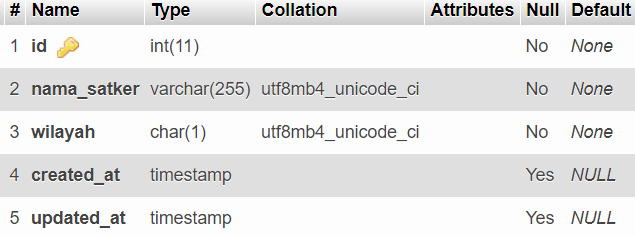 # Name Type Collation Attributes Null Default
1 id int(11) No None
2 nama_satker varchar(255) utf8mb4_unicode_ci No None
3 wilayah char(1) utf8mb4_unicode_ci No None
4 created_at timestamp Yes NULL
5 updated_at timestamp Yes NULL